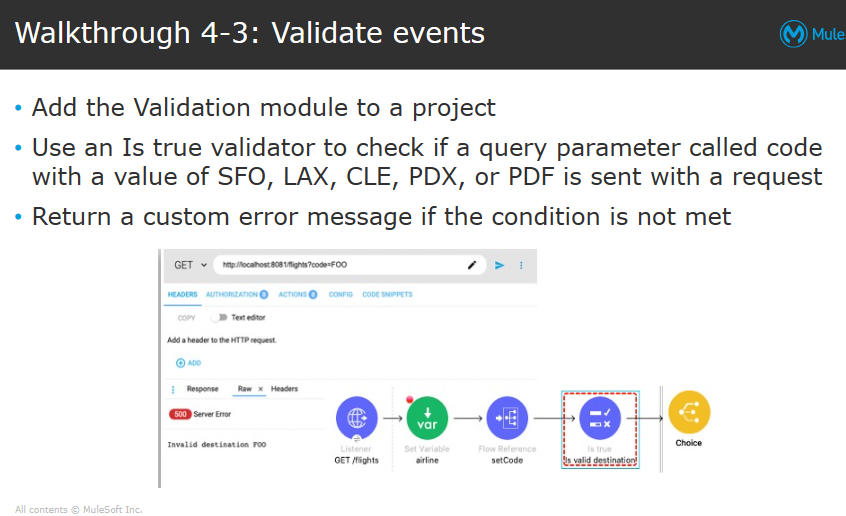 Walkthrough 4-3: Validate events
Mule
• Add the Validation module to a project
• Use an Is true validator to check if a query parameter called code
with a value of SFO, LAX, CLE, PDX, or PDF is sent with a request
• Return a custom error message if the condition is not met
GET http://localhost:8081/flights?code=FOO
HEADERS AUTHORIZATION 0 ACTIONS 0 CONFIG CODE SNIPPETS
COPY Text editor
Add a header to the HTTP request.
ADD
Response Raw × Headers
500 Server Error
Invalid destination FOO
var
Listener Set Variable Flow Reference Is true Choice
GET /flights airline setCode Is valid destination
All contents © MuleSoft Inc.